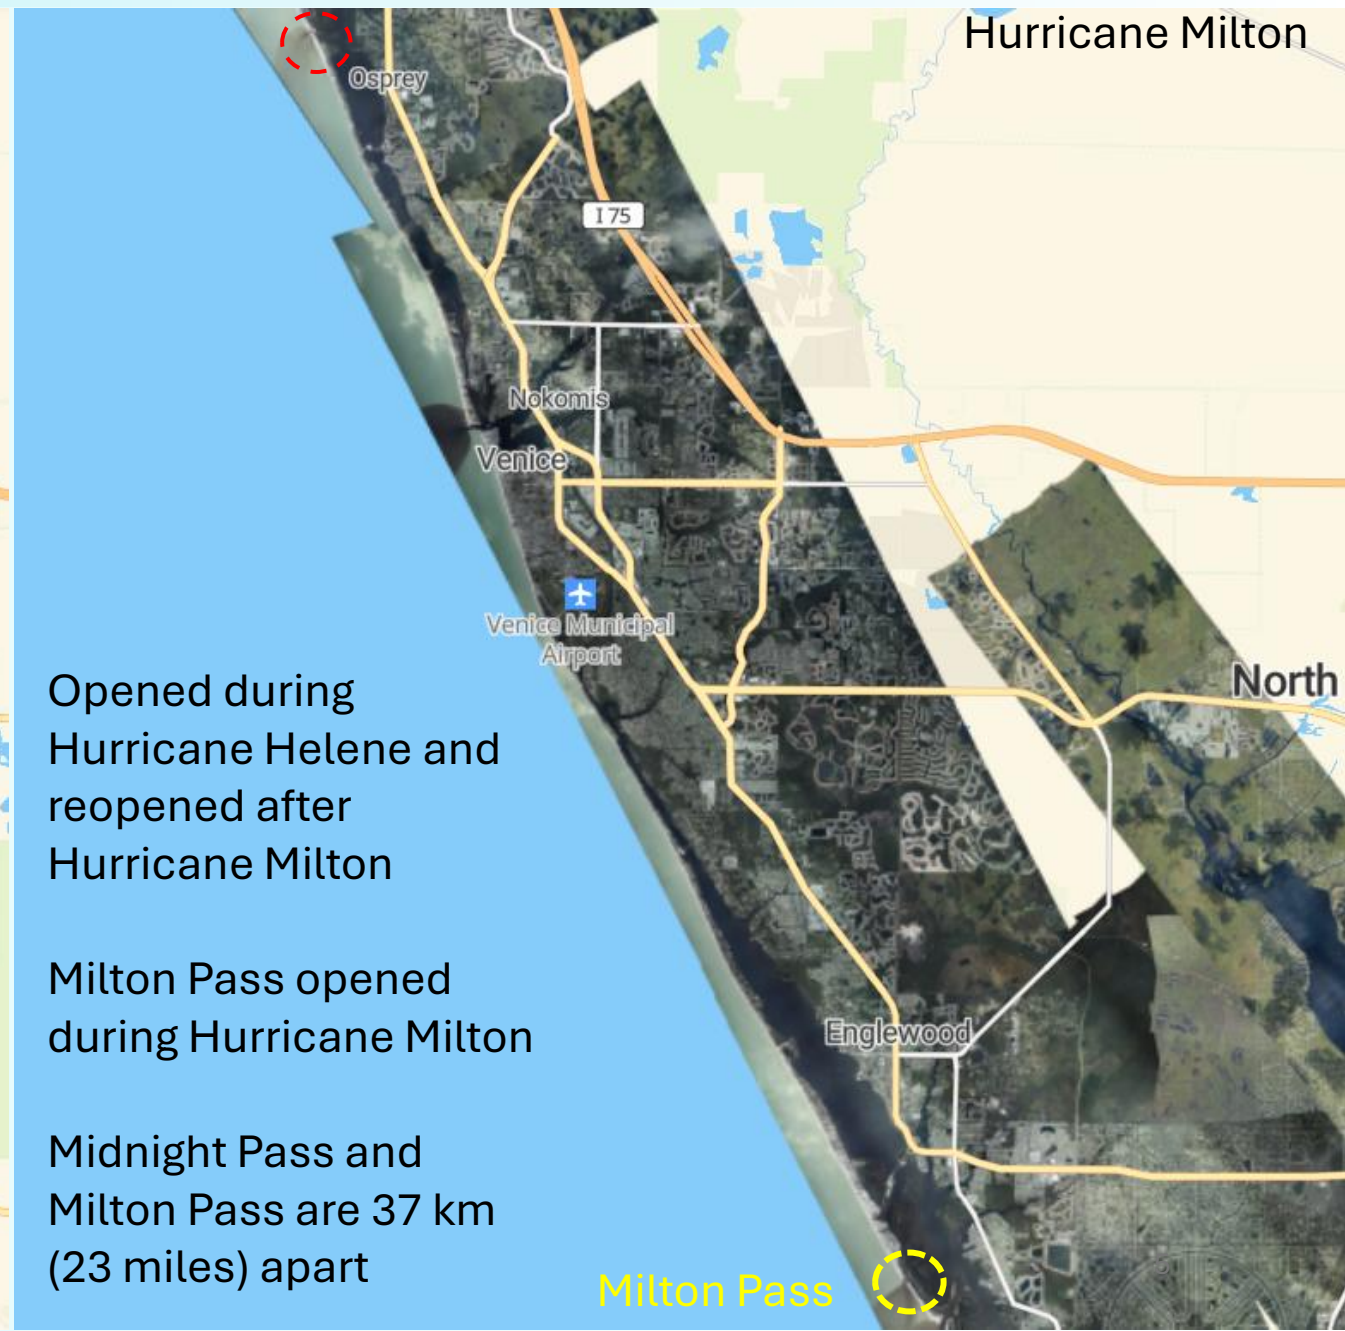 Hurricane Milton
Osprey
I 75
Nokomis
Venice
Venice Municipal
Airport
North
Opened during
Hurricane Helene and
reopened after
Hurricane Milton
Milton Pass opened
during Hurricane Milton
Englewood
Midnight Pass and
Milton Pass are 37 km
(23 miles) apart
Milton Pass